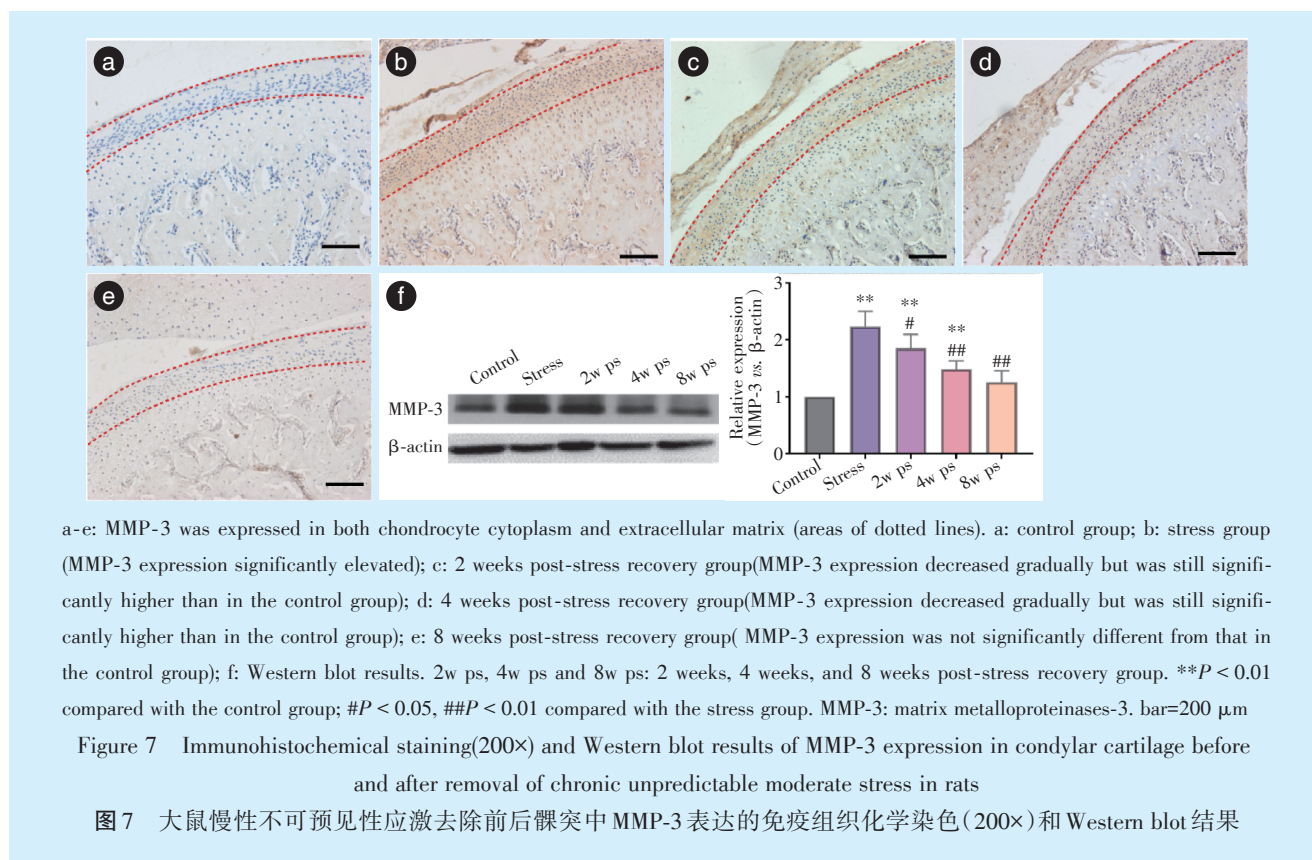 a
b
c
d
e
f
Control
Stress
2w ps
4w ps
8w ps
MMP-3
β-actin
Relative expression
(MMP-3 vs. β-actin)
3
2
1
0
**
**
#
**
##
##
Control
Stress
2w ps
4w ps
8w ps
a-e: MMP-3 was expressed in both chondrocyte cytoplasm and extracellular matrix (areas of dotted lines). a: control group; b: stress group
(MMP-3 expression significantly elevated); c: 2 weeks post-stress recovery group(MMP-3 expression decreased gradually but was still signifi-
cantly higher than in the control group); d: 4 weeks post-stress recovery group(MMP-3 expression decreased gradually but was still signifi-
cantly higher than in the control group); e: 8 weeks post-stress recovery group( MMP-3 expression was not significantly different from that in
the control group); f: Western blot results. 2w ps, 4w ps and 8w ps: 2 weeks, 4 weeks, and 8 weeks post-stress recovery group. **P < 0.01
compared with the control group; #P < 0.05, ##P < 0.01 compared with the stress group. MMP-3: matrix metalloproteinases-3. bar=200 μm
Figure 7 Immunohistochemical staining(200×) and Western blot results of MMP-3 expression in condylar cartilage before
and after removal of chronic unpredictable moderate stress in rats
图7 大鼠慢性不可预见性应激去除前后髁突中MMP-3表达的免疫组织化学染色(200×)和Western blot结果